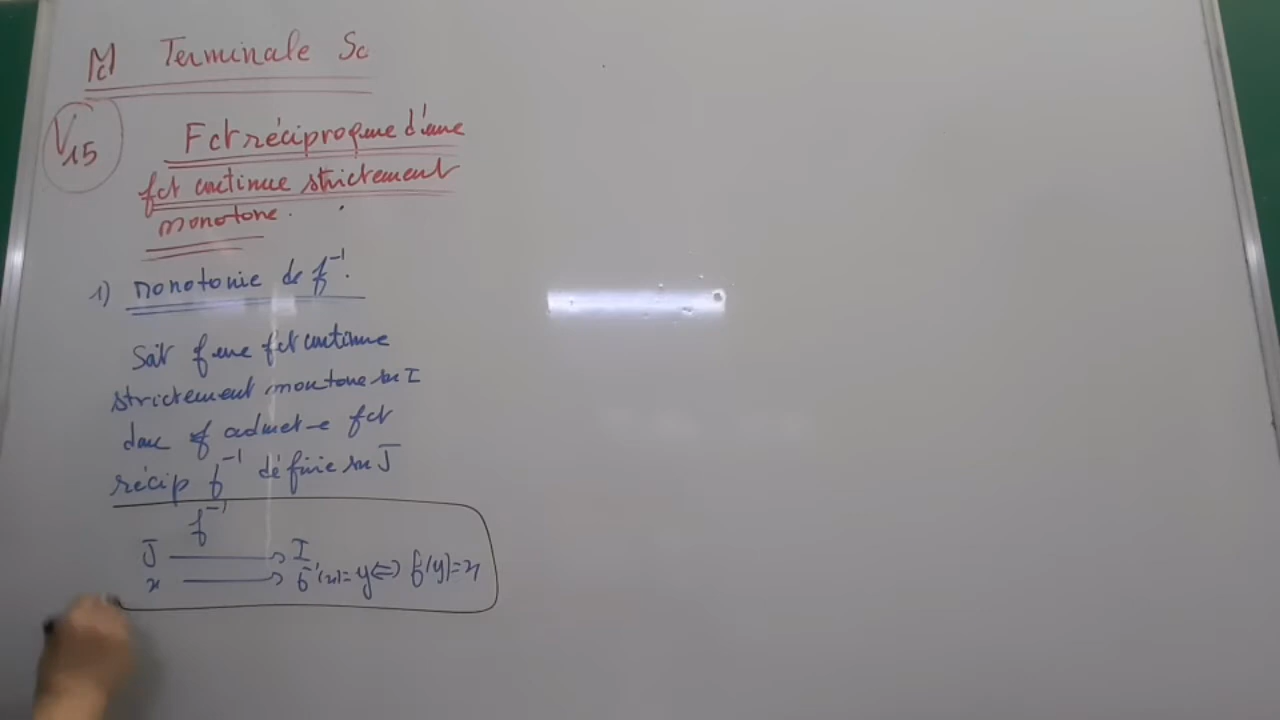 Terminale Sc
V15
Fct réciproque d'une
fct continue strictement
monotone.
1) monotonie de f⁻¹.
Soit f une fct continue
strictement monotone sur I
donc f admet une fct
récip f⁻¹ définie sur J
f⁻¹
J → I
x → f⁻¹(x)=y ⇔ f(y)=x